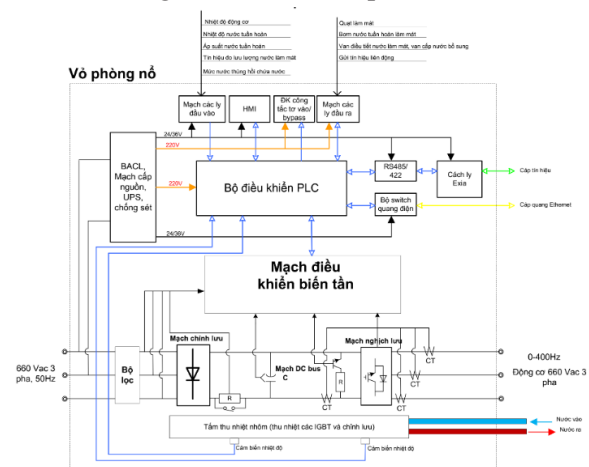 Nhiệt độ động cơ
Nhiệt độ nước tuần hoàn
Áp suất nước tuần hoàn
Tín hiệu đo lưu lượng nước làm mát
Mức nước thùng hồi chứa nước
Quạt làm mát
Bơm nước tuần hoàn làm mát
Van điều tiết nước làm mát, van cấp nước bổ sung
Gửi tín hiệu liên động
Vỏ phòng nổ
Mạch các ly
đầu vào
HMI
ĐK công
tắc tơ vào/
bypass
Mạch các
ly đầu ra
24/36V
220V
BACL,
Mạch cấp
nguồn,
UPS,
chống sét
220V
Bộ điều khiển PLC
RS485/
422
Cách ly
Exia
Cáp tín hiệu
Bộ switch
quang điện
Cáp quang Ethernet
24/36V
Mạch điều
khiển biến tần
Mạch chỉnh lưu
Mạch nghịch lưu
CT
CT
660 Vac 3
pha, 50Hz
Bộ
lọc
Mạch DC bus
C
R
R
CT
CT
0-400Hz
Động cơ 660 Vac 3
pha
Tấm thu nhiệt nhôm (thu nhiệt các IGBT và chỉnh lưu)
Nước vào
Nước ra
Cảm biến nhiệt độ
Cảm biến nhiệt độ